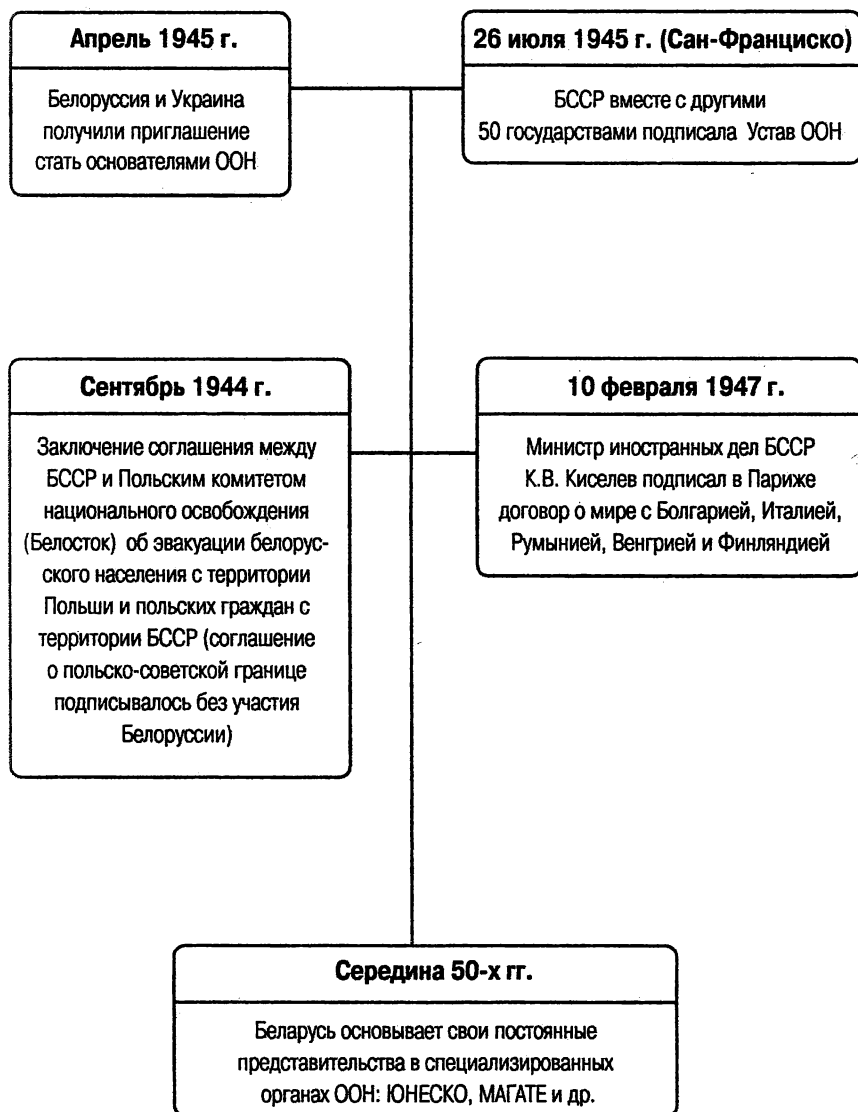 Апрель 1945 г.
Белоруссия и Украина
получили приглашение
стать основателями ООН
26 июля 1945 г. (Сан-Франциско)
БССР вместе с другими
50 государствами подписала Устав ООН
Сентябрь 1944 г.
Заключение соглашения между
БССР и Польским комитетом
национального освобождения
(Белосток) об эвакуации белорус-
ского населения с территории
Польши и польских граждан с
территории БССР (соглашение
о польско-советской границе
подписывалось без участия
Белоруссии)
10 февраля 1947 г.
Министр иностранных дел БССР
К.В. Киселев подписал в Париже
договор о мире с Болгарией, Италией,
Румынией, Венгрией и Финляндией
Середина 50-х гг.
Беларусь основывает свои постоянные
представительства в специализированных
органах ООН: ЮНЕСКО, МАГАТЕ и др.